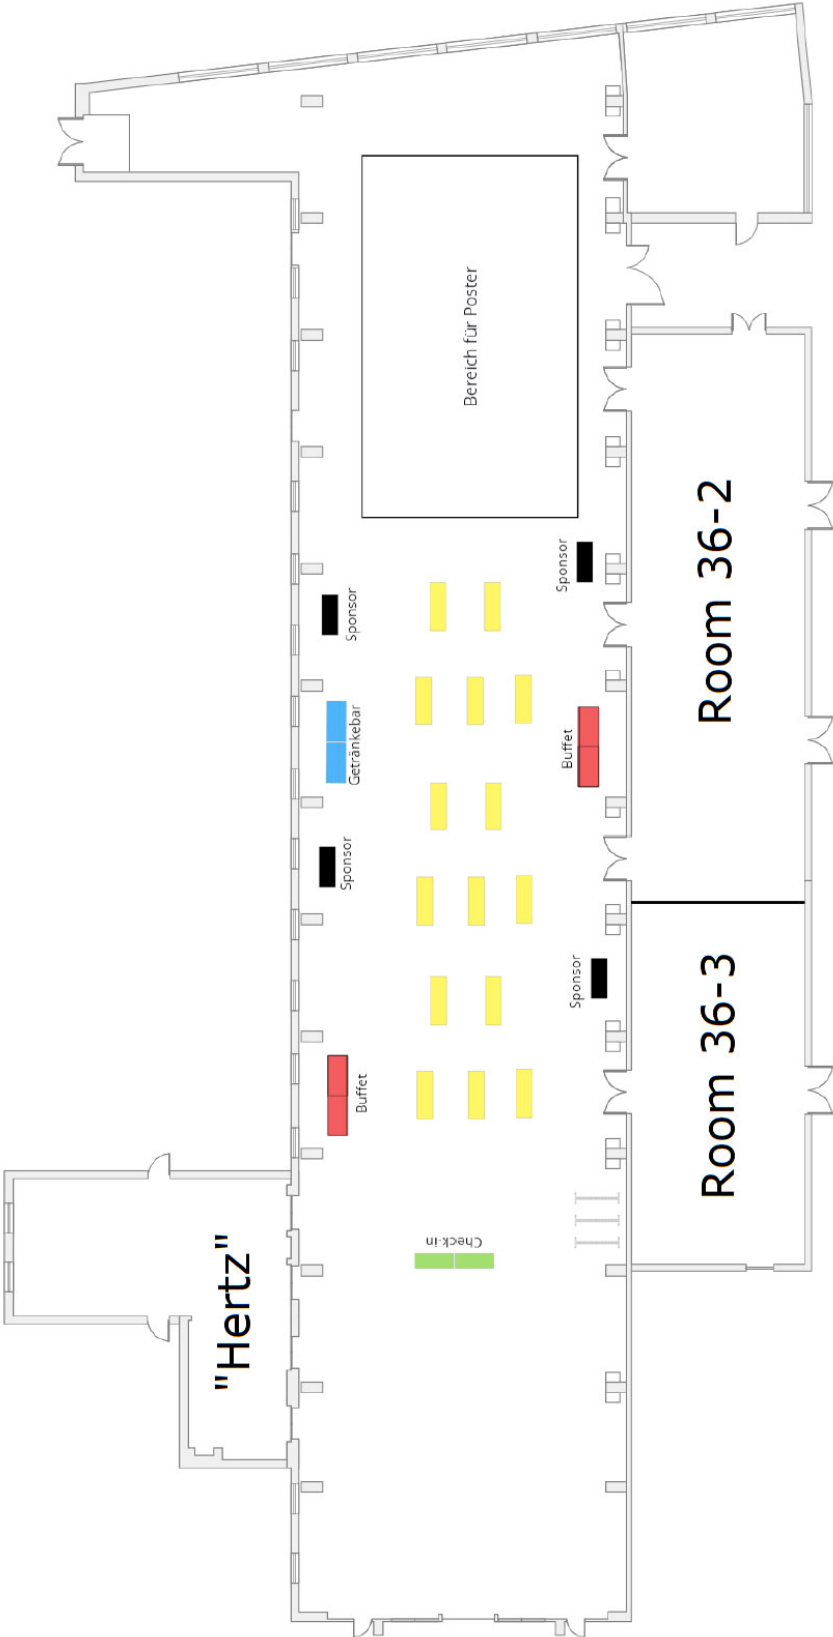 Bereich für Poster
Room 36-2
Sponsor
Sponsor
Getränkebar
Buffet
Sponsor
Room 36-3
Sponsor
Buffet
Check-in
"Hertz"